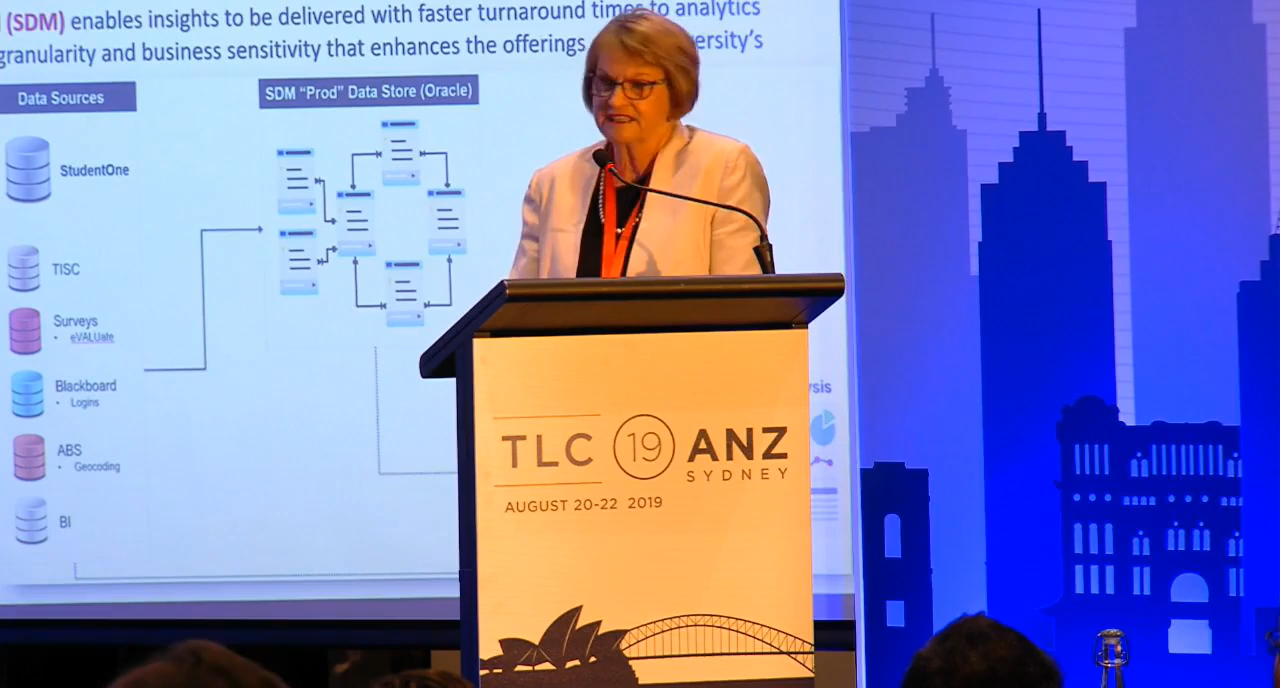 (SDM) enables insights to be delivered with faster turnaround times to analytics
granularity and business sensitivity that enhances the offerings
Data Sources
SDM “Prod” Data Store (Oracle)
StudentOne
TISC
Surveys
• eVALUate
Blackboard
• Logins
ABS
• Geocoding
BI
TLC 19 ANZ
SYDNEY
AUGUST 20-22 2019